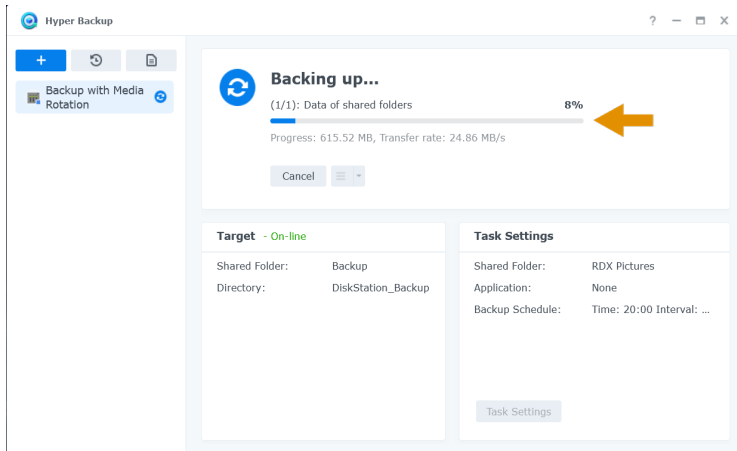 Hyper Backup
? — X
+
Backup with Media
Rotation
Backing up...
(1/1): Data of shared folders 8%
Progress: 615.52 MB, Transfer rate: 24.86 MB/s
Cancel
Target - On-line
Shared Folder: Backup
Directory: DiskStation_Backup
Task Settings
Shared Folder: RDX Pictures
Application: None
Backup Schedule: Time: 20:00 Interval: ...
Task Settings